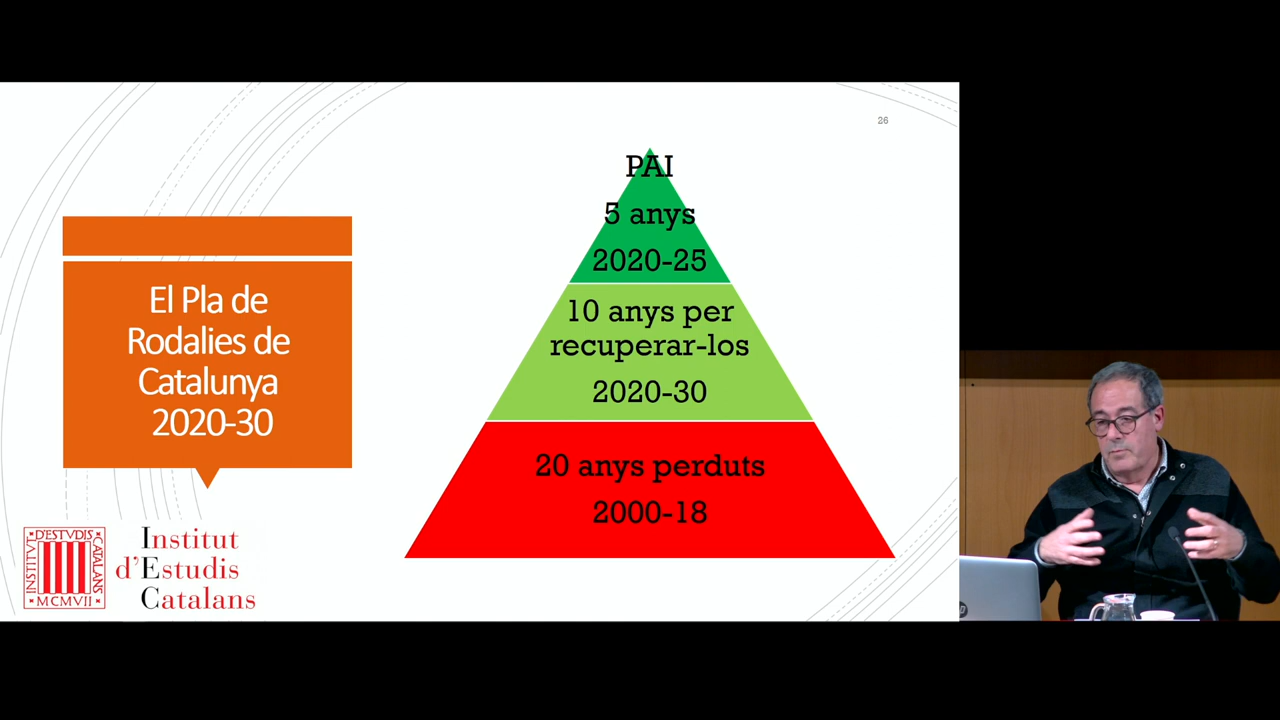 26
El Pla de
Rodalies de
Catalunya
2020-30
PAI
5 anys
2020-25
10 anys per
recuperar-los
2020-30
20 anys perduts
2000-18
INSTITVT
D'ESTVDIS
CATALANS
MCMVII
Institut
d'Estudis
Catalans